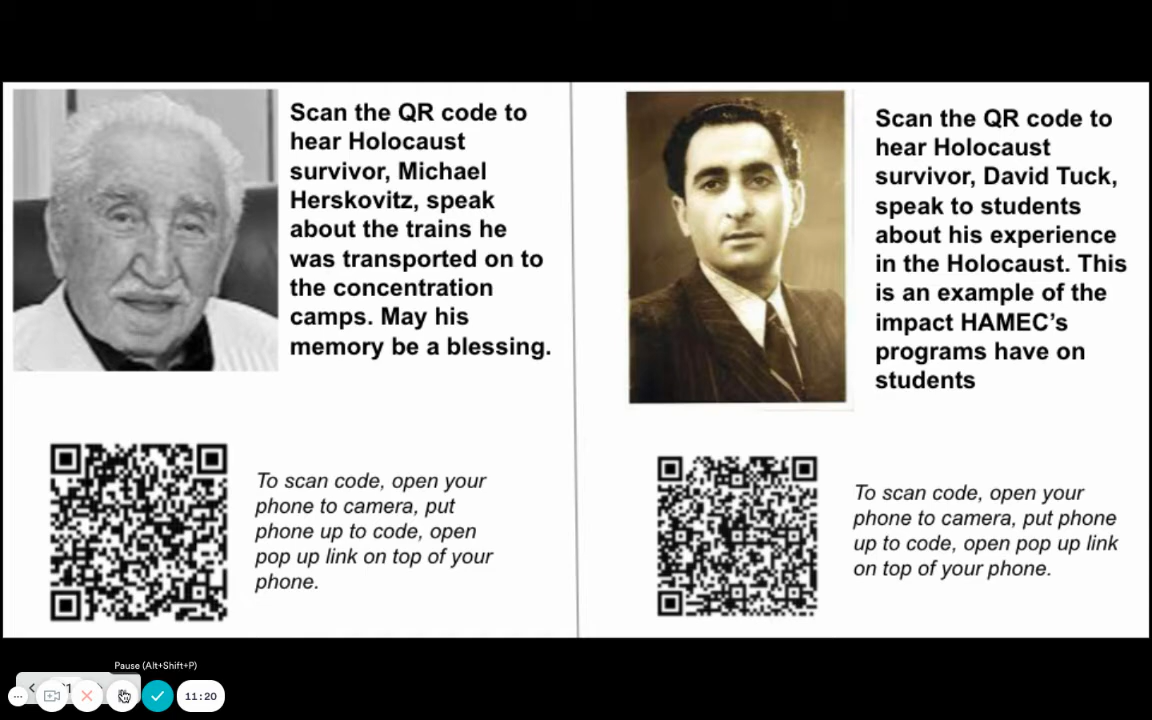 Scan the QR code to
hear Holocaust
survivor, Michael
Herskovitz, speak
about the trains he
was transported on to
the concentration
camps. May his
memory be a blessing.
To scan code, open your
phone to camera, put
phone up to code, open
pop up link on top of your
phone.
Scan the QR code to
hear Holocaust
survivor, David Tuck,
speak to students
about his experience
in the Holocaust. This
is an example of the
impact HAMEC’s
programs have on
students
To scan code, open your
phone to camera, put phone
up to code, open pop up link
on top of your phone.
Pause (Alt+Shift+P)
11:20